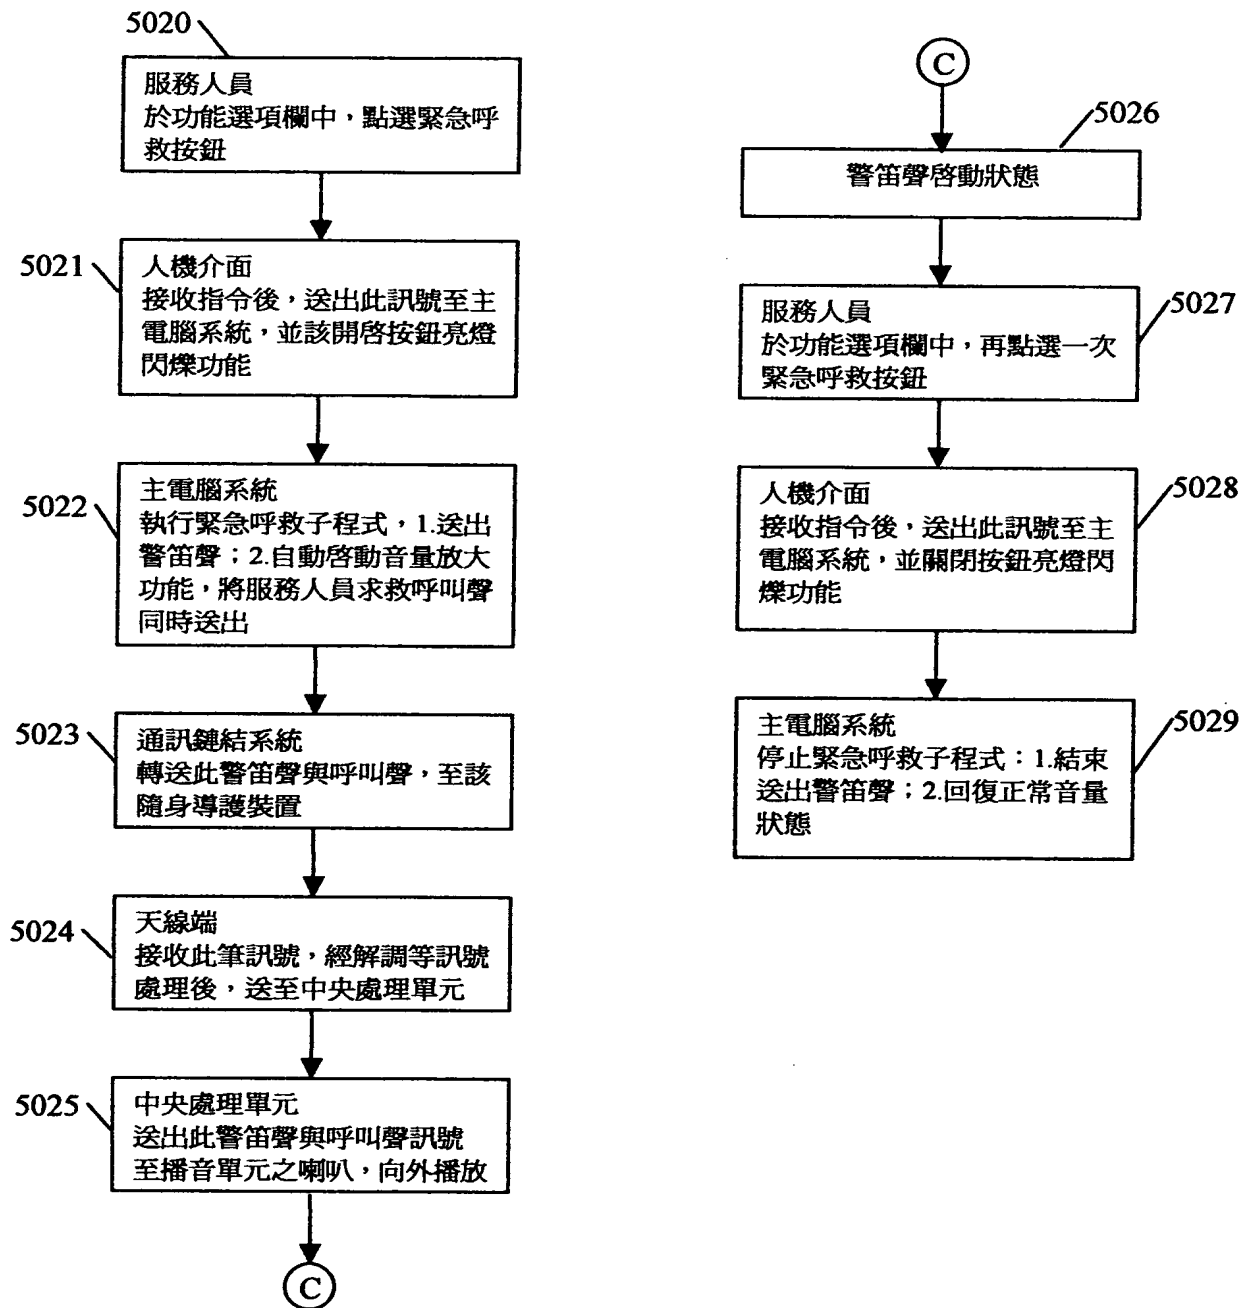 5020
服務人員
於功能選項欄中，點選緊急呼
救按鈕
5021
人機介面
接收指令後，送出此訊號至主
電腦系統，並該開啓按鈕亮燈
閃爍功能
5022
主電腦系統
執行緊急呼救子程式，1.送出
警笛聲；2.自動啓動音量放大
功能，將服務人員求救呼叫聲
同時送出
5023
通訊鏈結系統
轉送此警笛聲與呼叫聲，至該
隨身導護裝置
5024
天線端
接收此筆訊號，經解調等訊號
處理後，送至中央處理單元
5025
中央處理單元
送出此警笛聲與呼叫聲訊號
至播音單元之喇叭，向外播放
C
C
5026
警笛聲啓動狀態
5027
服務人員
於功能選項欄中，再點選一次
緊急呼救按鈕
5028
人機介面
接收指令後，送出此訊號至主
電腦系統，並關閉按鈕亮燈閃
爍功能
5029
主電腦系統
停止緊急呼救子程式：1.結束
送出警笛聲；2.回復正常音量
狀態